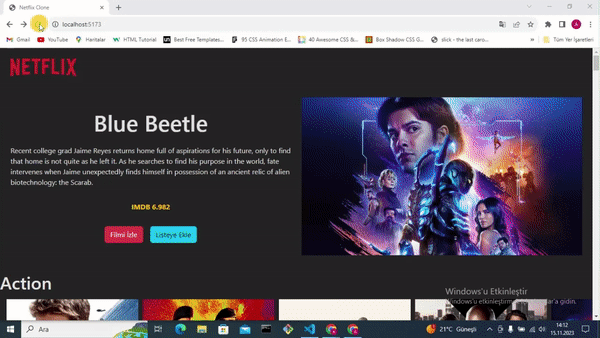 Netflix Clone
localhost:5173
Gmail YouTube Haritalar HTML Tutorial Best Free Templates... 95 CSS Animation E... 40 Awesome CSS &... Box Shadow CSS G... slick - the last caro... » Tüm Yer İşaretleri
NETFLIX
Blue Beetle
Recent college grad Jaime Reyes returns home full of aspirations for his future, only to find
that home is not quite as he left it. As he searches to find his purpose in the world, fate
intervenes when Jaime unexpectedly finds himself in possession of an ancient relic of alien
biotechnology: the Scarab.
IMDB 6.982
Filmi İzle Listeye Ekle
Action
Windows'u Etkinleştir
Windows'u etkinleştirmek için Ayarlar'a gidin.
Ara
21°C Güneşli
14:12
15.11.2023